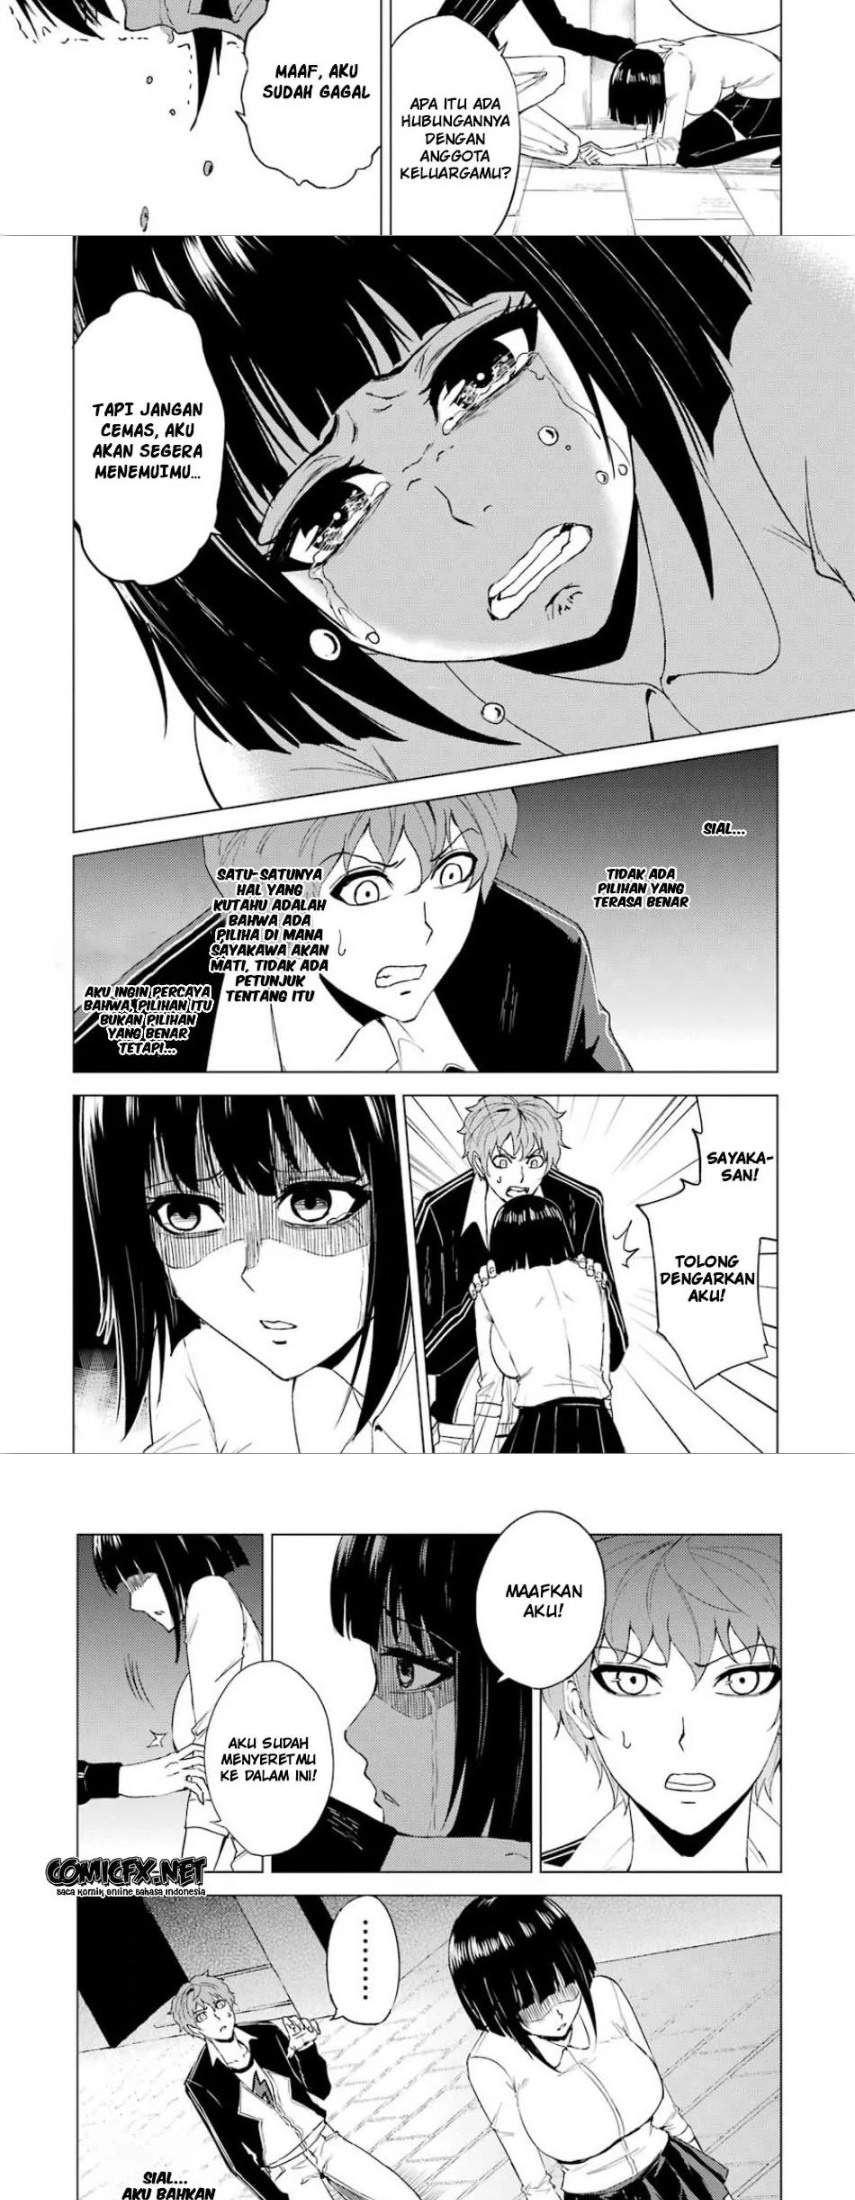 APA ITU ADA
HUBUNGANNYA
DENGAN
ANGGOTA
KELUARGAMU?
MAAF, AKU
SUDAH GAGAL
TAPI JANGAN
CEMAS, AKU
AKAN SEGERA
MENEMUIMU...
SIAL...
TIDAK ADA
PILIHAN YANG
TERASA BENAR
SATU-SATUNYA
HAL YANG
KUTAHU ADALAH
BAHWA ADA
PILIHA DI MANA
SAYAKAWA AKAN
MATI, TIDAK ADA
PETUNJUK
TENTANG ITU
AKU INGIN PERCAYA
BAHWA, PILIHAN ITU
BUKAN PILIHAN
YANG BENAR
TETAPI...
SAYAKA-
SAN!
TOLONG
DENGARKAN
AKU!
MAAFKAN
AKU!
AKU SUDAH
MENYERETMU
KE DALAM INI!
COMICFX.NET
Baca Komik Online Bahasa Indonesia
........
SIAL...
AKU BAHKAN